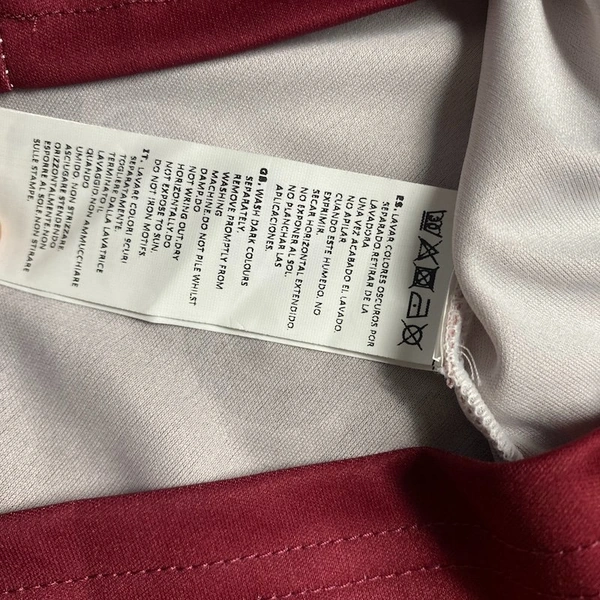 ES. LAVAR COLORES OSCUROS POR
SEPARADO. RETIRAR DE LA
LAVADORA
UNA VEZ ACABADO EL LAVADO.
NO APILAR
CUANDO ESTE HUMEDO. NO
EXPRIMIR.
SECAR HORIZONTAL EXTENDIDO.
NO EXPONER AL SOL.
NO PLANCHAR LAS
APLICACIONES.
GB. WASH DARK COLOURS
SEPARATELY.
REMOVE PROMPTLY FROM
WASHING
MACHINE.DO NOT PILE WHILST
DAMP.DO
NOT WRING OUT.DRY
HORIZONTALLY.DO
NOT EXPOSE TO SUN.
DO NOT IRON MOTIFS.
IT. LAVARE COLORI SCURI
SEPARATAMENTE.
TOGLIERE DALLA LAVATRICE
TERMINATO IL
LAVAGGIO.NON AMMUCCHIARE
QUANDO
UMIDO. NON STRIZZARE.
ASCIUGARE STENDENDO
ORIZZONTALMENTE.NON
ESPORRE AL SOLE.NON STIRARE
SULLE STAMPE.